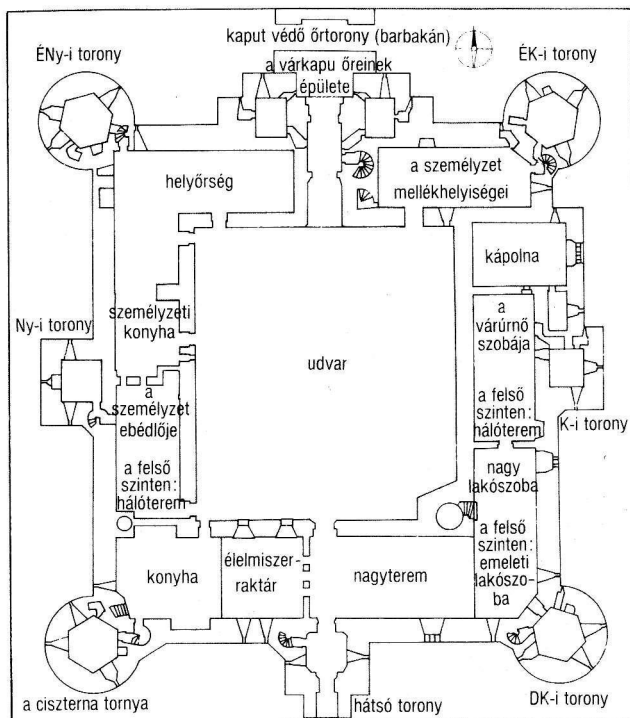 kaput védő őrtorony (barbakán)
ÉNy-i torony
a várkapu őreinek
épülete
ÉK-i torony
helyőrség
a személyzet
mellékhelyiségei
kápolna
Ny-i torony
személyzeti
konyha
a
várúrnő
szobája
udvar
a
személyzet
ebédlője
a felső
szinten:
hálóterem
a felső
szinten:
hálóterem
K-i torony
nagy
lakószoba
a felső
szinten:
emeleti
lakószo-
ba
konyha
élelmiszer-
raktár
nagyterem
a ciszterna tornya
hátsó torony
DK-i torony